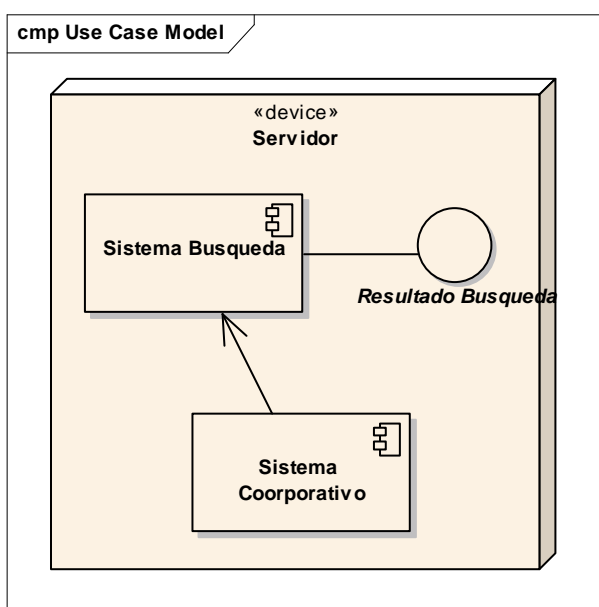 cmp Use Case Model
«device»
Servidor
Sistema Busqueda
Resultado Busqueda
Sistema
Coorporativo